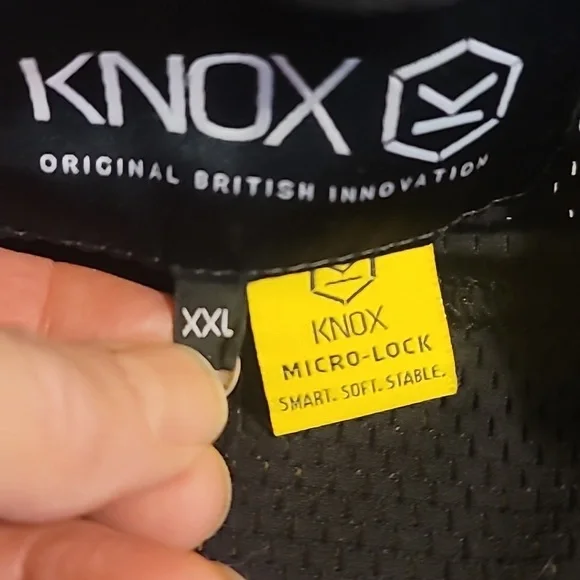 KNOX
ORIGINAL BRITISH INNOVATION
XXL
KNOX
MICRO-LOCK
SMART. SOFT. STABLE.